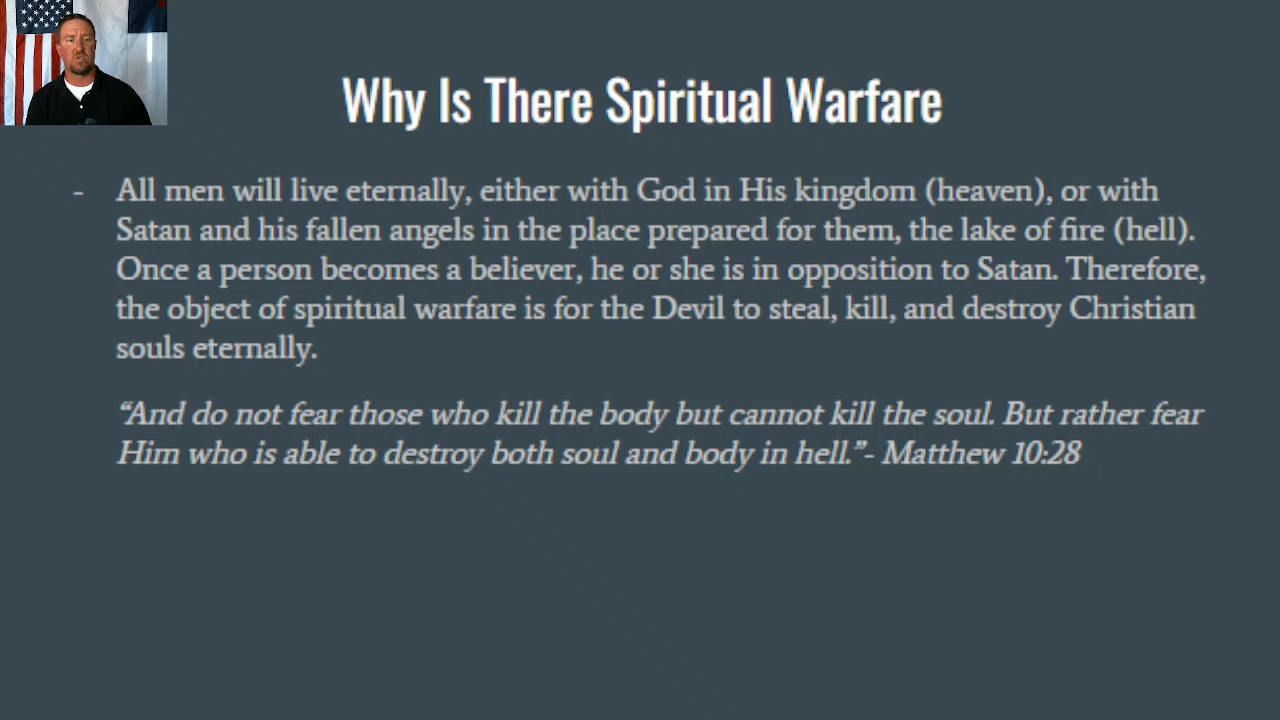 Why Is There Spiritual Warfare
- All men will live eternally, either with God in His kingdom (heaven), or with
Satan and his fallen angels in the place prepared for them, the lake of fire (hell).
Once a person becomes a believer, he or she is in opposition to Satan. Therefore,
the object of spiritual warfare is for the Devil to steal, kill, and destroy Christian
souls eternally.
“And do not fear those who kill the body but cannot kill the soul. But rather fear
Him who is able to destroy both soul and body in hell.”- Matthew 10:28